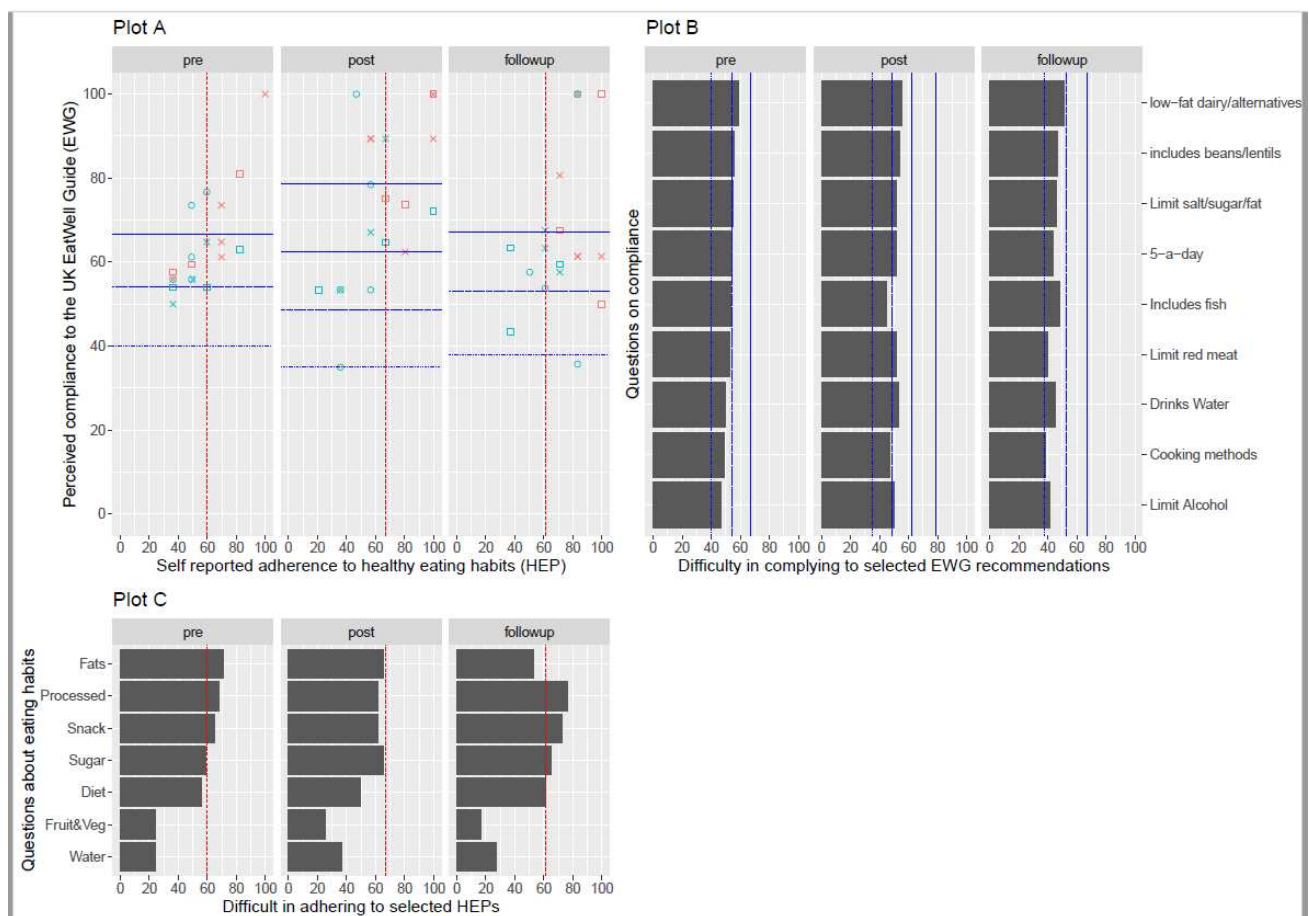 Plot A
pre post followup
Perceived compliance to the UK EatWell Guide (EWG)
100
80
60
40
20
0
0 20 40 60 80 100 0 20 40 60 80 100 0 20 40 60 80 100
Self reported adherence to healthy eating habits (HEP)
Plot B
pre post followup
Questions on compliance
low-fat dairy/alternatives
includes beans/lentils
Limit salt/sugar/fat
5-a-day
Includes fish
Limit red meat
Drinks Water
Cooking methods
Limit Alcohol
0 20 40 60 80 100 0 20 40 60 80 100 0 20 40 60 80 100
Difficulty in complying to selected EWG recommendations
Plot C
pre post followup
Questions about eating habits
Fats
Processed
Snack
Sugar
Diet
Fruit&Veg
Water
0 20 40 60 80 100 0 20 40 60 80 100 0 20 40 60 80 100
Difficult in adhering to selected HEPs